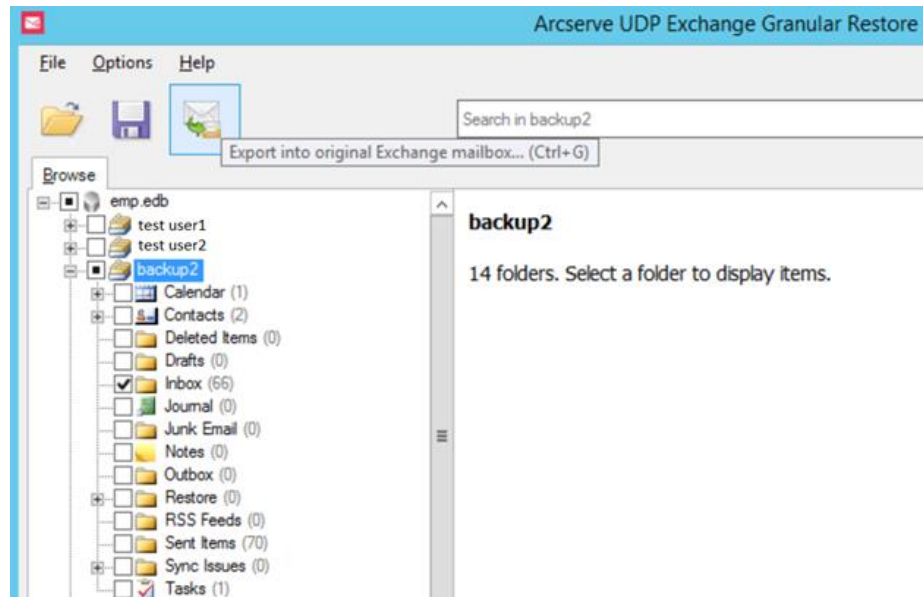 Arcserve UDP Exchange Granular Restore
File Options Help
Search in backup2
Export into original Exchange mailbox... (Ctrl+G)
Browse
emp.edb
test user1
test user2
backup2
Calendar (1)
Contacts (2)
Deleted Items (0)
Drafts (0)
Inbox (66)
Journal (0)
Junk Email (0)
Notes (0)
Outbox (0)
Restore (0)
RSS Feeds (0)
Sent Items (70)
Sync Issues (0)
Tasks (1)
backup2
14 folders. Select a folder to display items.